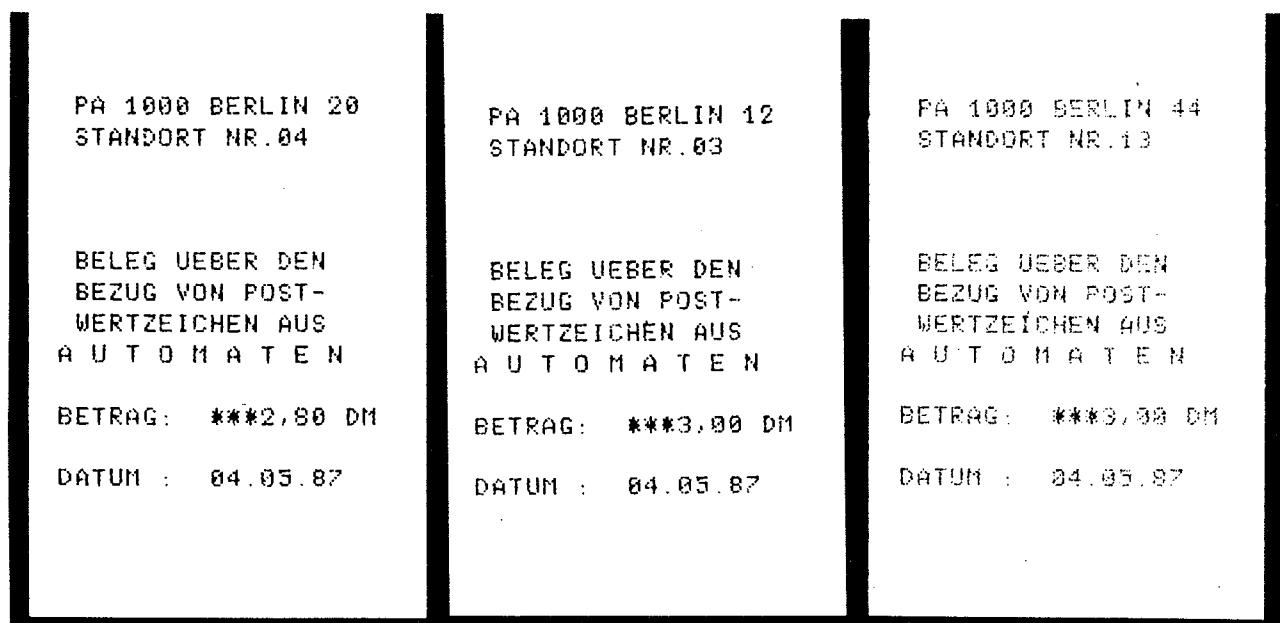 PA 1000 BERLIN 20
STANDORT NR.04
BELEG UEBER DEN
BEZUG VON POST-
WERTZEICHEN AUS
A U T O M A T E N
BETRAG: ***2,80 DM
DATUM : 04.05.87
PA 1000 BERLIN 12
STANDORT NR.03
BELEG UEBER DEN
BEZUG VON POST-
WERTZEICHEN AUS
A U T O M A T E N
BETRAG: ***3,00 DM
DATUM : 04.05.87
PA 1000 BERLIN 44
STANDORT NR.13
BELEG UEBER DEN
BEZUG VON POST-
WERTZEICHEN AUS
A U T O M A T E N
BETRAG: ***3,00 DM
DATUM : 04.05.87